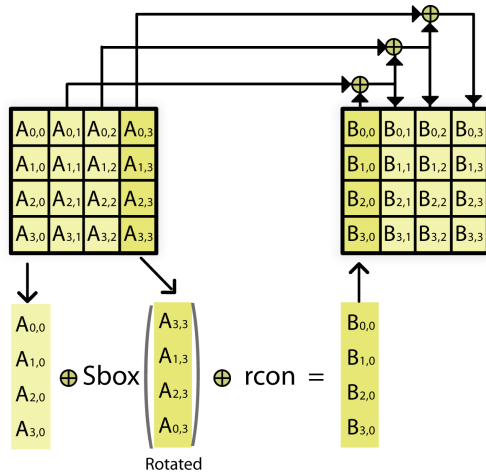 A0,0 A0,1 A0,2 A0,3 B0,0 B0,1 B0,2 B0,3
A1,0 A1,1 A1,2 A1,3 B1,0 B1,1 B1,2 B1,3
A2,0 A2,1 A2,2 A2,3 B2,0 B2,1 B2,2 B2,3
A3,0 A3,1 A3,2 A3,3 B3,0 B3,1 B3,2 B3,3
A0,0 A3,3 B0,0
A1,0 A1,3 B1,0
⊕ Sbox ( ) ⊕ rcon =
A2,0 A2,3 B2,0
A3,0 A0,3 B3,0
Rotated